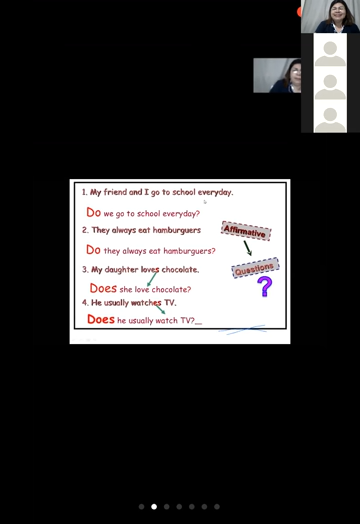 1. My friend and I go to school everyday.
Do we go to school everyday?
2. They always eat hamburguers
Affirmative
Do they always eat hamburguers?
3. My daughter loves chocolate.
Questions
Does she love chocolate?
?
4. He usually watches TV.
Does he usually watch TV?_